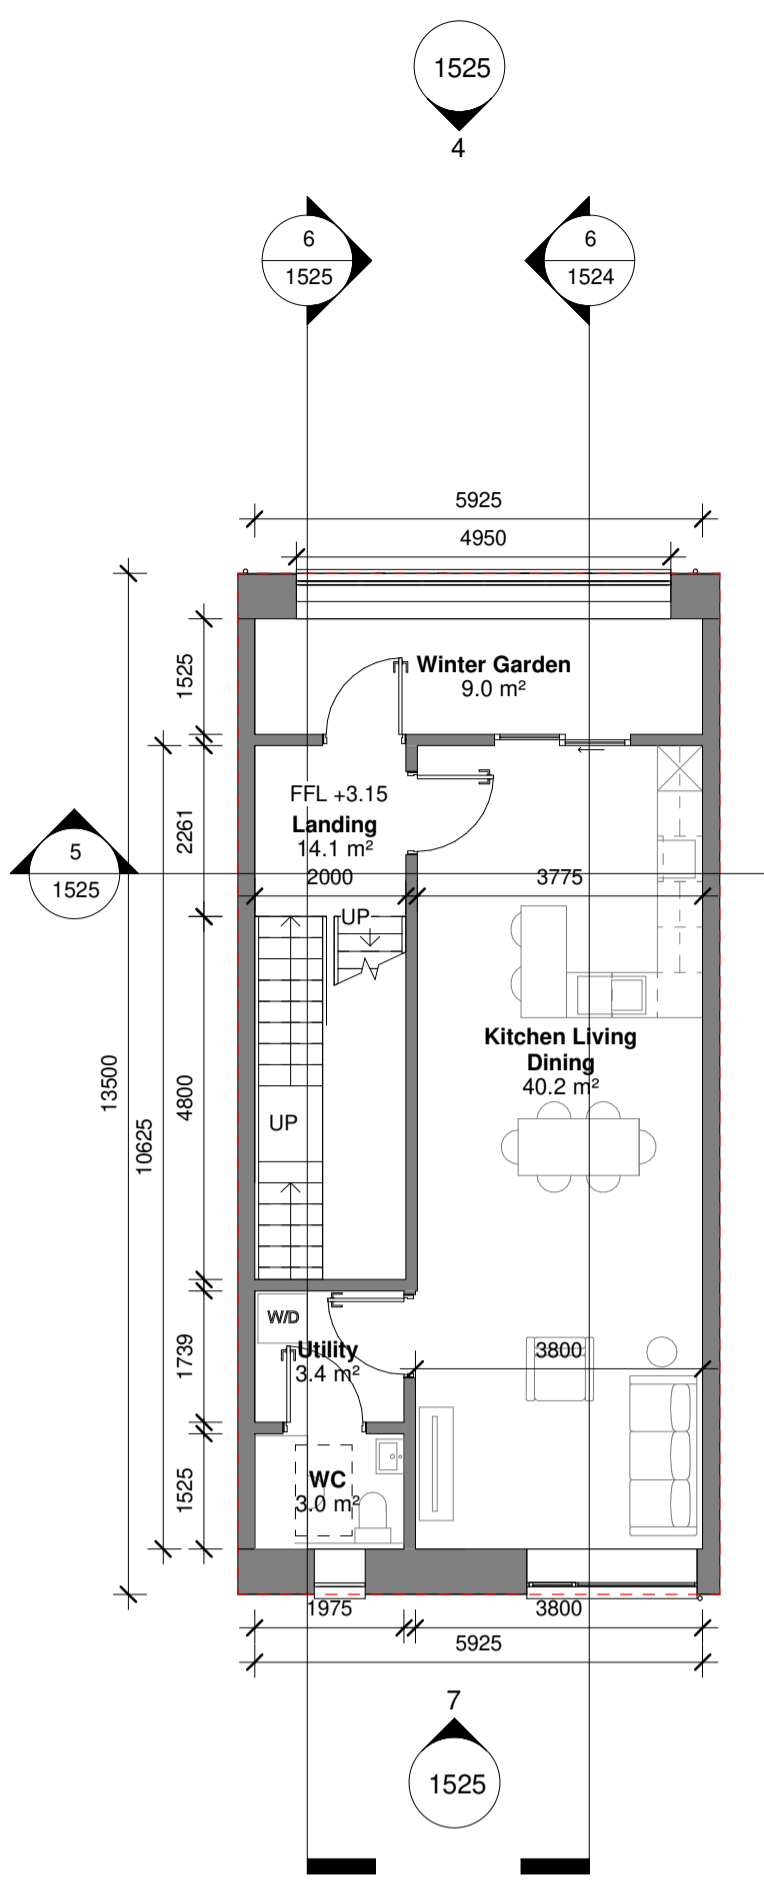 1525
4
6
1525
6
1524
5925
4950
1525
Winter Garden
9.0 m²
FFL +3.15
Landing
14.1 m²
2261
5
1525
2000
3775
UP
Kitchen Living
Dining
40.2 m²
13500
10625
4800
UP
W/D
Utility
3.4 m²
1739
3800
1525
WC
3.0 m²
1975
3800
5925
7
1525